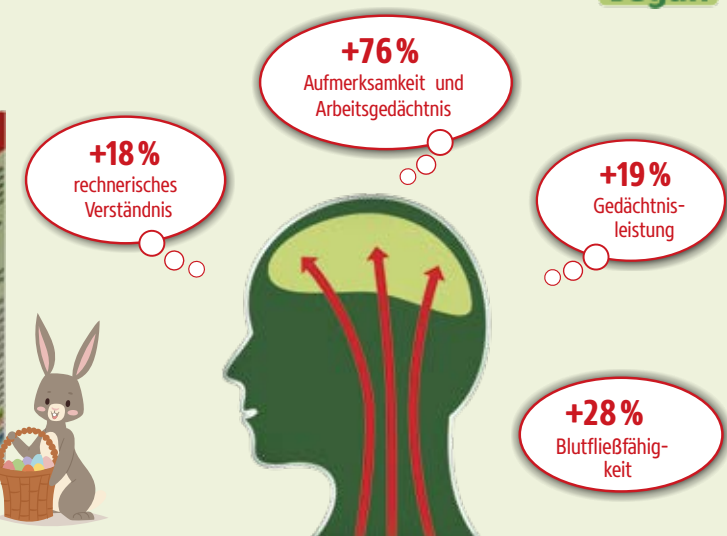 +76 %
Aufmerksamkeit und
Arbeitsgedächtnis
+18 %
rechnerisches
Verständnis
+19 %
Gedächtnis-
leistung
+28 %
Blutfließfähig-
keit